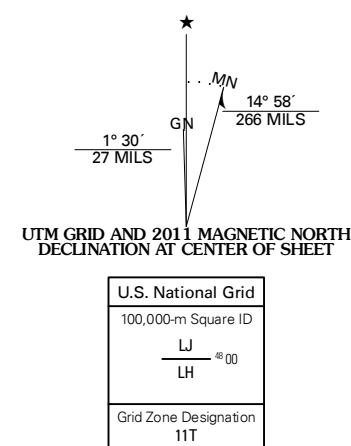 MN
14° 58´
266 MILS
GN
1° 30´
27 MILS
UTM GRID AND 2011 MAGNETIC NORTH
DECLINATION AT CENTER OF SHEET
U.S. National Grid
100,000-m Square ID
LJ
48 00
LH
Grid Zone Designation
11T